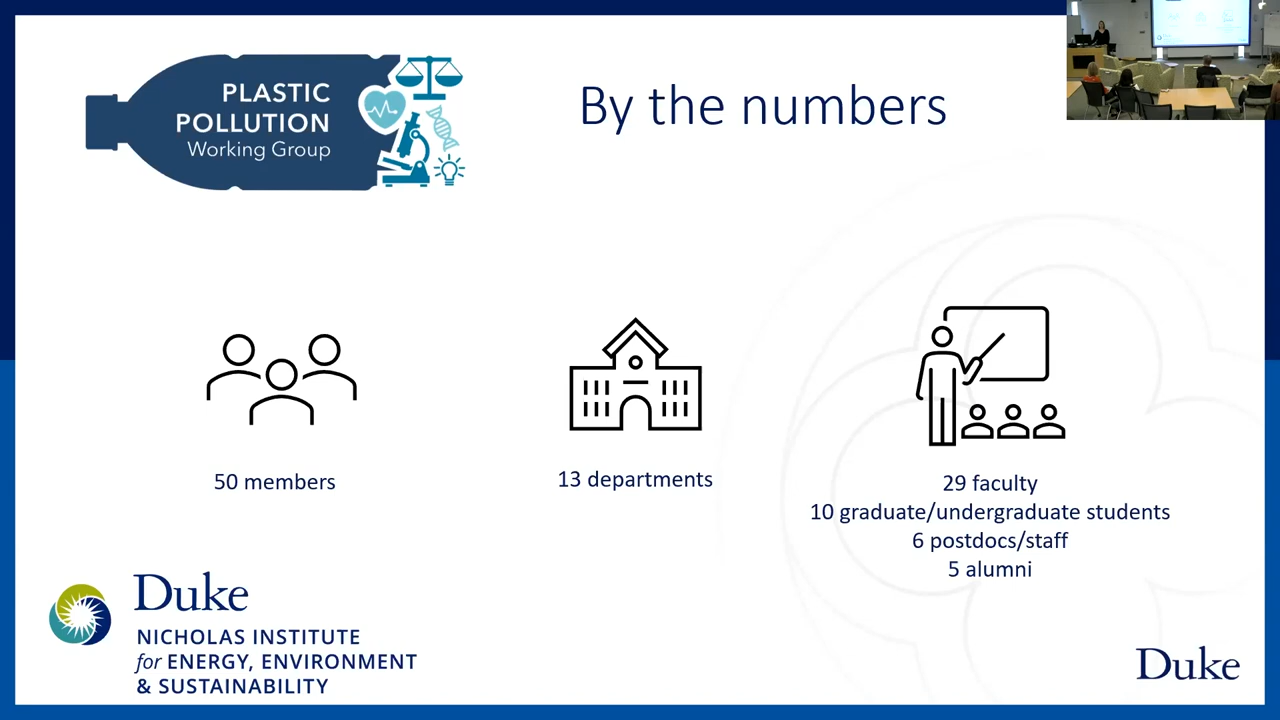 PLASTIC
POLLUTION
Working Group
By the numbers
50 members
13 departments
29 faculty
10 graduate/undergraduate students
6 postdocs/staff
5 alumni
Duke
NICHOLAS INSTITUTE
for ENERGY, ENVIRONMENT
& SUSTAINABILITY
Duke